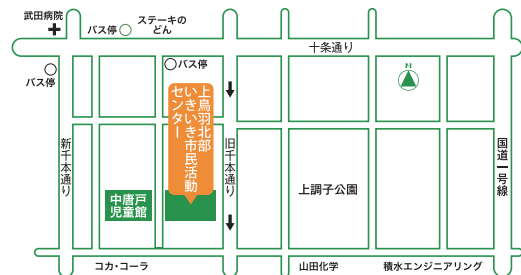 武田病院
バス停
ステーキの
どん
十条通り
バス停
バス停
N
上鳥羽北部
いきいき市民活動
センター
新千本通り
旧千本通り
国道一号線
中唐戸
児童館
上調子公園
コカ・コーラ
山田化学
積水エンジニアリング